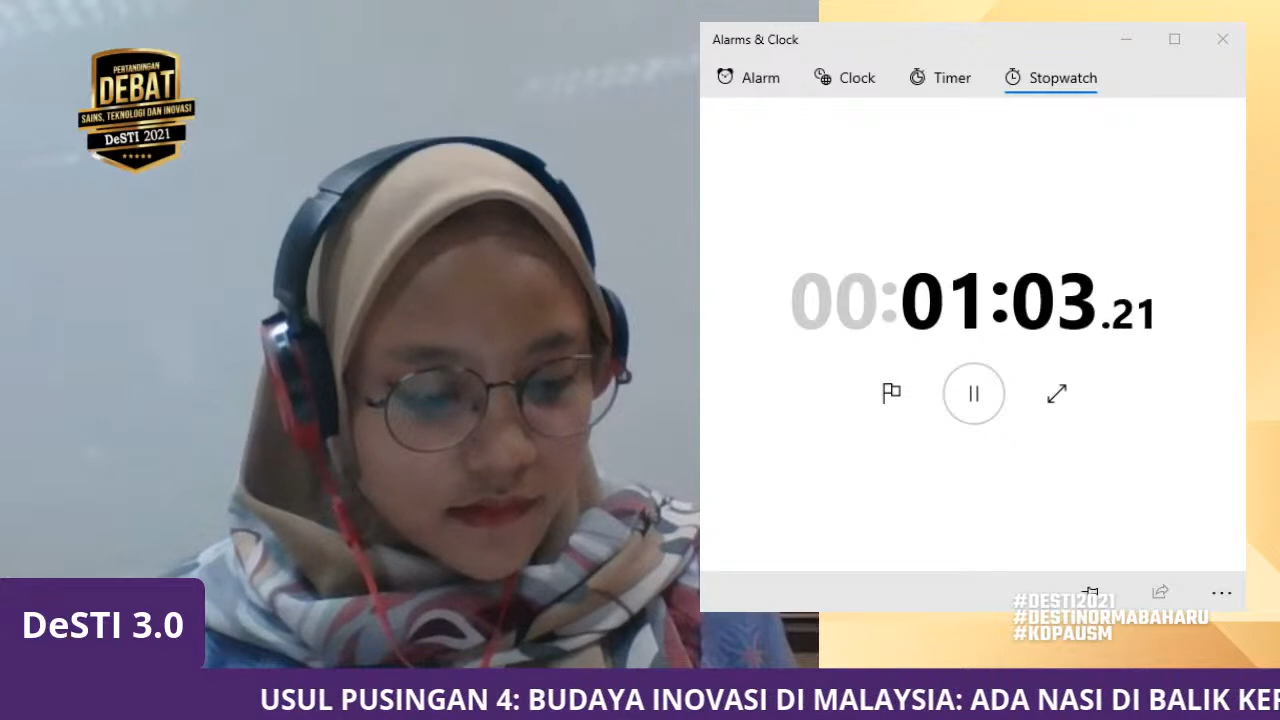 PERTANDINGAN
DEBAT
SAINS, TEKNOLOGI DAN INOVASI
DeSTI 2021
Alarms & Clock
Alarm
Clock
Timer
Stopwatch
00:01:03.21
#DESTI2021
#DESTINORMABAHARU
#KDPAUSM
DeSTI 3.0
USUL PUSINGAN 4: BUDAYA INOVASI DI MALAYSIA: ADA NASI DI BALIK